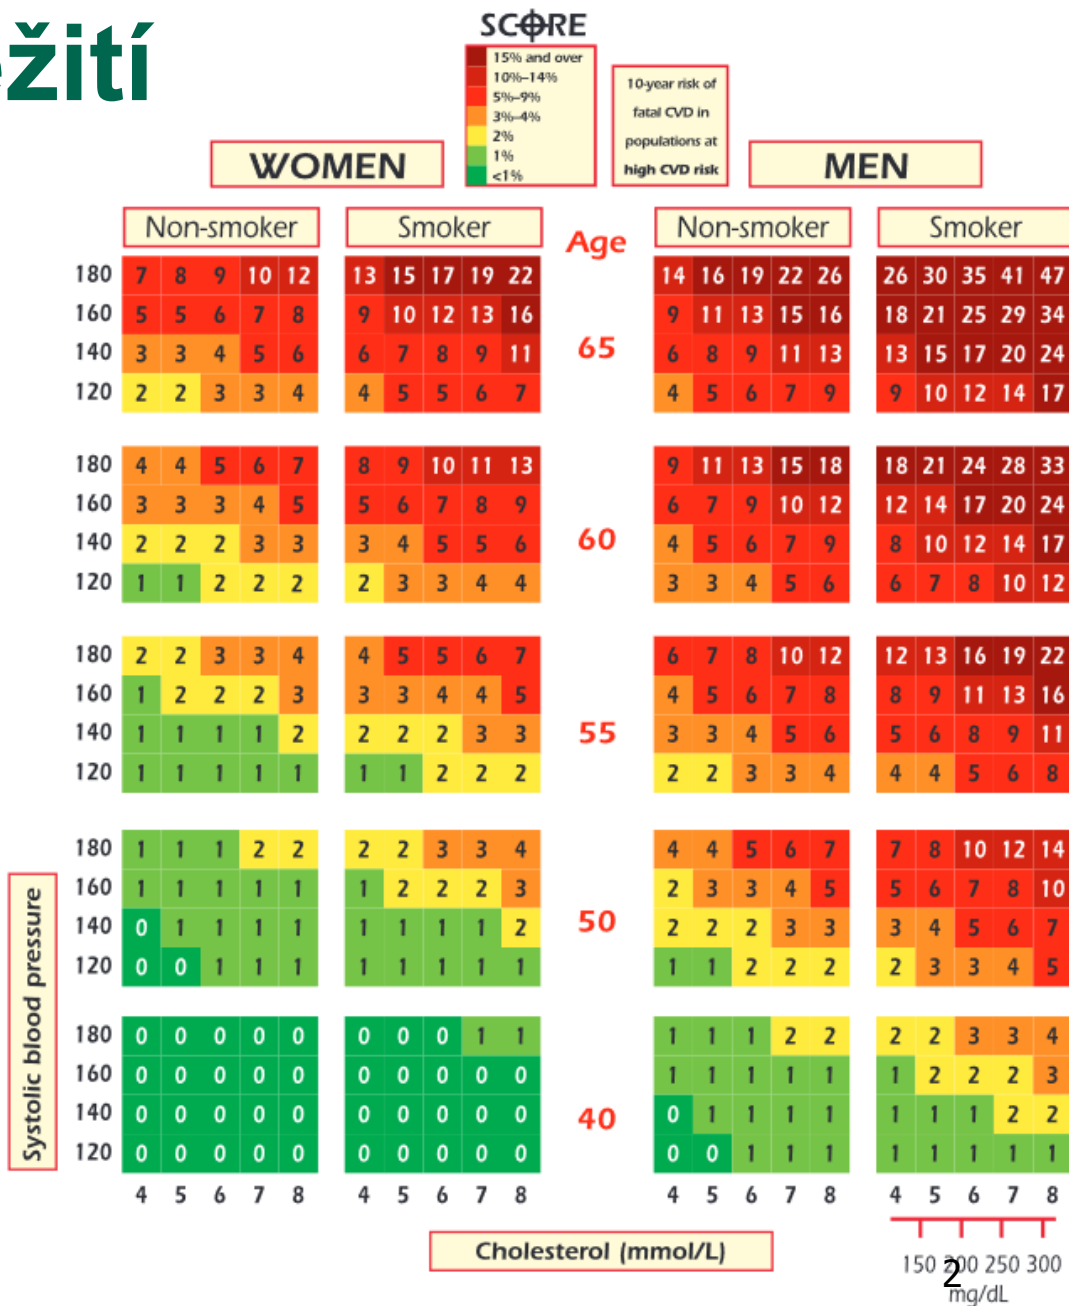 ežití
SCORE
15% and over
10%–14%
5%–9%
3%–4%
2%
1%
<1%
10-year risk of
fatal CVD in
populations at
high CVD risk
WOMEN
MEN
Non-smoker Smoker Age Non-smoker Smoker
180 7 8 9 10 12 13 15 17 19 22 14 16 19 22 26 26 30 35 41 47
160 5 5 6 7 8 9 10 12 13 16 9 11 13 15 16 18 21 25 29 34
65
140 3 3 4 5 6 6 7 8 9 11 6 8 9 11 13 13 15 17 20 24
120 2 2 3 3 4 4 5 5 6 7 4 5 6 7 9 9 10 12 14 17
180 4 4 5 6 7 8 9 10 11 13 9 11 13 15 18 18 21 24 28 33
160 3 3 3 4 5 5 6 7 8 9 6 7 9 10 12 12 14 17 20 24
60
140 2 2 2 3 3 3 4 5 5 6 4 5 6 7 9 8 10 12 14 17
120 1 1 2 2 2 2 3 3 4 4 3 3 4 5 6 6 7 8 10 12
180 2 2 3 3 4 4 5 5 6 7 6 7 8 10 12 12 13 16 19 22
160 1 2 2 2 3 3 3 4 4 5 4 5 6 7 8 8 9 11 13 16
55
140 1 1 1 1 2 2 2 2 3 3 3 3 4 5 6 5 6 8 9 11
120 1 1 1 1 1 1 1 2 2 2 2 2 3 3 4 4 4 5 6 8
180 1 1 1 2 2 2 2 3 3 4 4 4 5 6 7 7 8 10 12 14
160 1 1 1 1 1 1 2 2 2 3 2 3 3 4 5 5 6 7 8 10
50
140 0 1 1 1 1 1 1 1 1 2 2 2 2 3 3 3 4 5 6 7
120 0 0 1 1 1 1 1 1 1 1 1 1 2 2 2 2 3 3 4 5
180 0 0 0 0 0 0 0 0 1 1 1 1 1 2 2 2 2 3 3 4
160 0 0 0 0 0 0 0 0 0 0 1 1 1 1 1 1 2 2 2 3
40
140 0 0 0 0 0 0 0 0 0 0 0 1 1 1 1 1 1 1 2 2
120 0 0 0 0 0 0 0 0 0 0 0 0 1 1 1 1 1 1 1 1
4 5 6 7 8 4 5 6 7 8 4 5 6 7 8 4 5 6 7 8
Systolic blood pressure
Cholesterol (mmol/L)
150 200 250 300
mg/dL
2